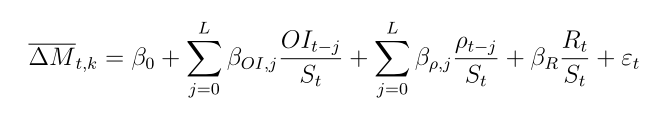 $\overline{\Delta M}_{t,k} = \beta_0 + \sum_{j=0}^{L} \beta_{OI,j} \frac{OI_{t-j}}{S_t} + \sum_{j=0}^{L} \beta_{\rho,j} \frac{\rho_{t-j}}{S_t} + \beta_R \frac{R_t}{S_t} + \varepsilon_t$